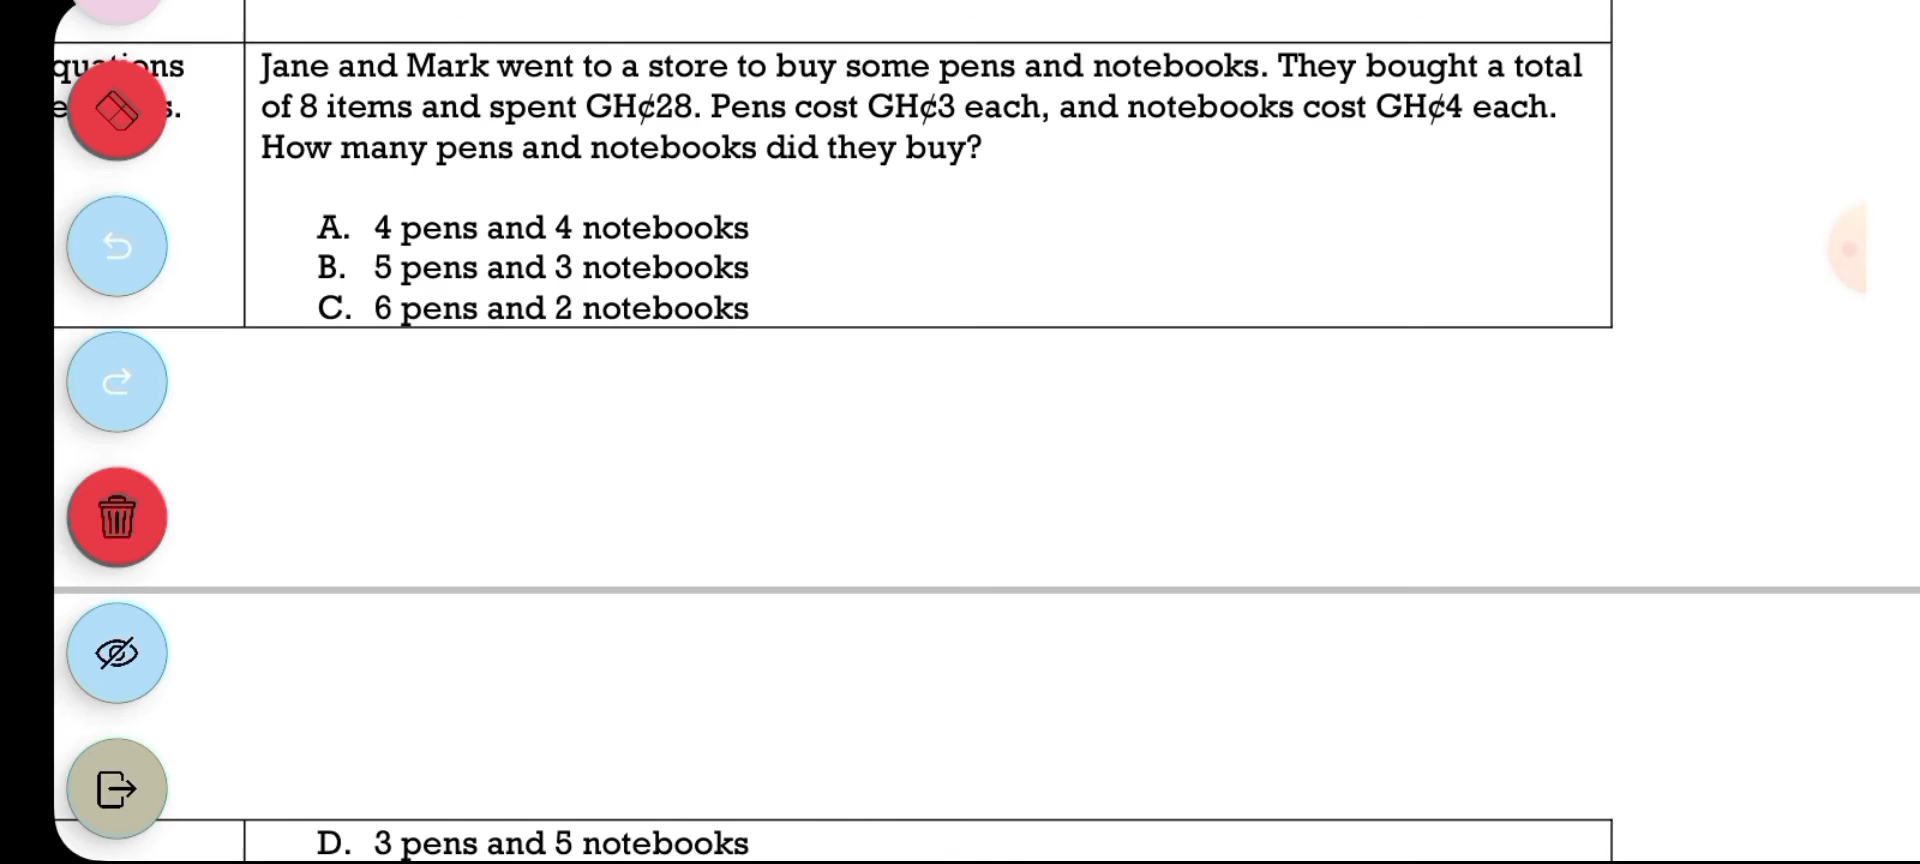 quations
Jane and Mark went to a store to buy some pens and notebooks. They bought a total
of 8 items and spent GH¢28. Pens cost GH¢3 each, and notebooks cost GH¢4 each.
How many pens and notebooks did they buy?
A. 4 pens and 4 notebooks
B. 5 pens and 3 notebooks
C. 6 pens and 2 notebooks
D. 3 pens and 5 notebooks